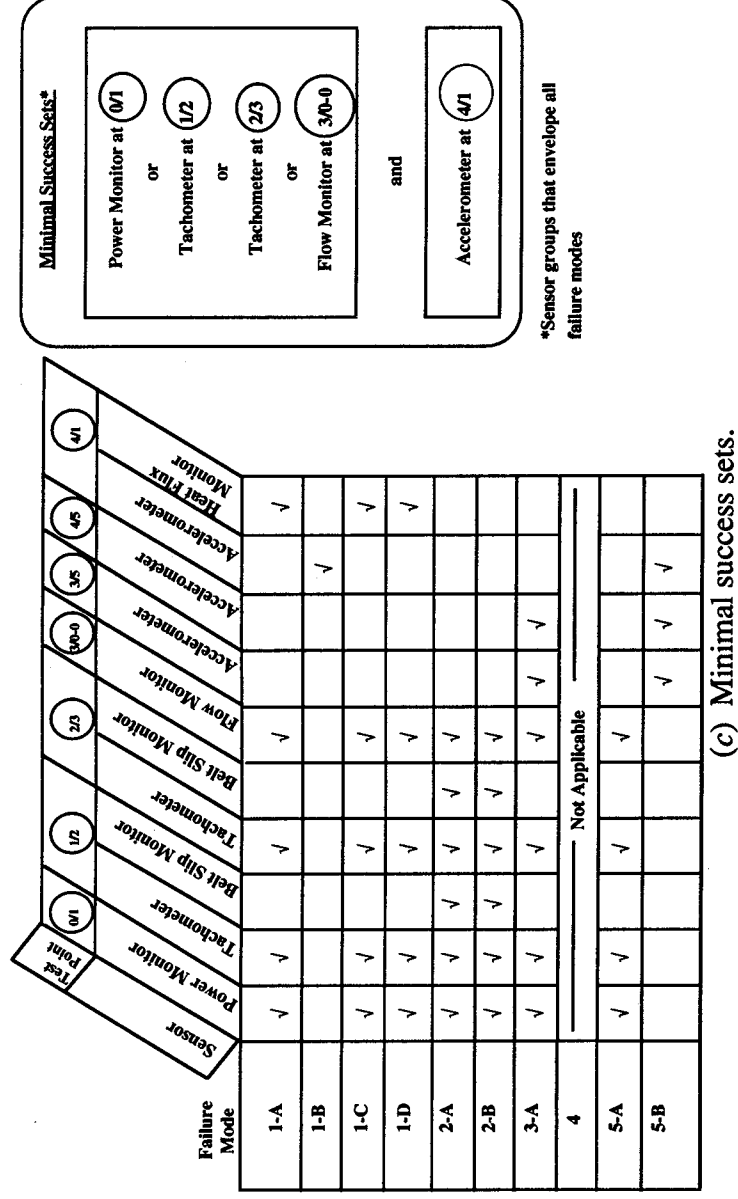 Test
Point
0/1
1/2
2/3
3/0-0
3/5
4/5
4/1
Sensor
Power Monitor
Tachometer
Belt Slip Monitor
Tachometer
Belt Slip Monitor
Flow Monitor
Accelerometer
Accelerometer
Accelerometer
Heat Flux
Monitor
Failure
Mode
1-A √ √ √ √ √
1-B √
1-C √ √ √ √ √
1-D √ √ √ √ √
2-A √ √ √ √ √ √
2-B √ √ √ √ √ √
3-A √ √ √ √ √ √
4 Not Applicable
5-A √ √ √ √
5-B √ √ √
Minimal Success Sets*
Power Monitor at 0/1
or
Tachometer at 1/2
or
Tachometer at 2/3
or
Flow Monitor at 3/0-0
and
Accelerometer at 4/1
*Sensor groups that envelope all
failure modes
(c) Minimal success sets.